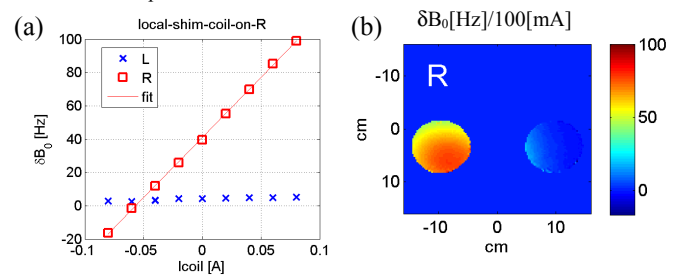 (a)
local-shim-coil-on-R
100
80
60
40
20
0
-20
δB0 [Hz]
L
R
fit
-0.1
-0.05
0
0.05
0.1
Icoil [A]
(b)
δB₀[Hz]/100[mA]
R
-10
0
10
cm
-10
0
10
cm
100
50
0